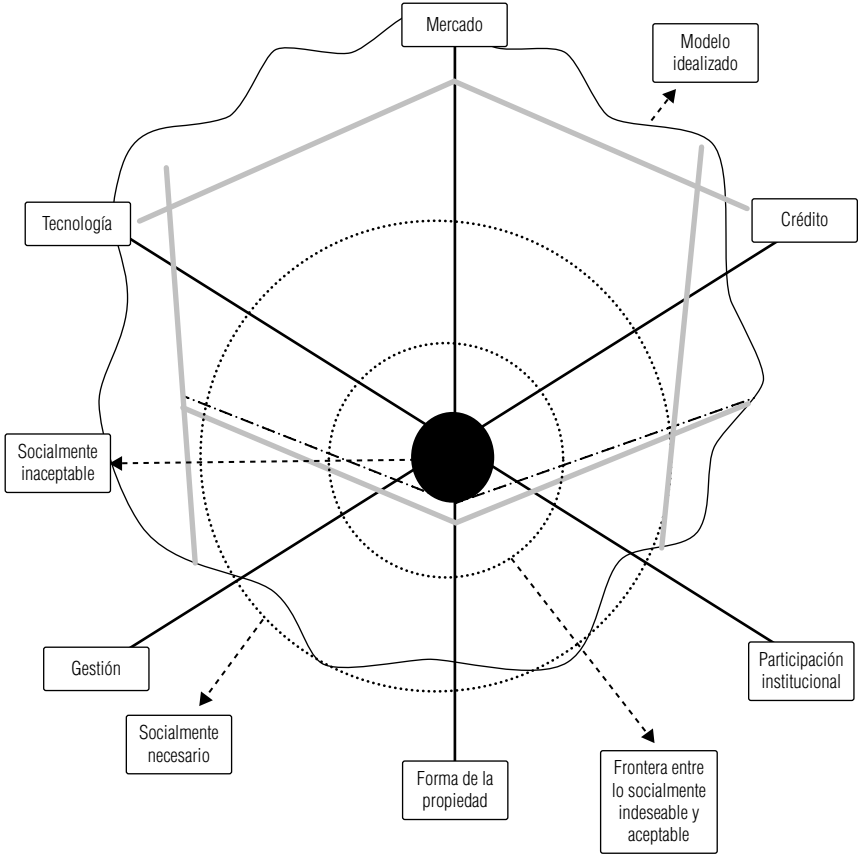 Mercado
Modelo
idealizado
Tecnología
Crédito
Socialmente
inaceptable
Gestión
Participación
institucional
Socialmente
necesario
Forma de la
propiedad
Frontera entre
lo socialmente
indeseable y
aceptable